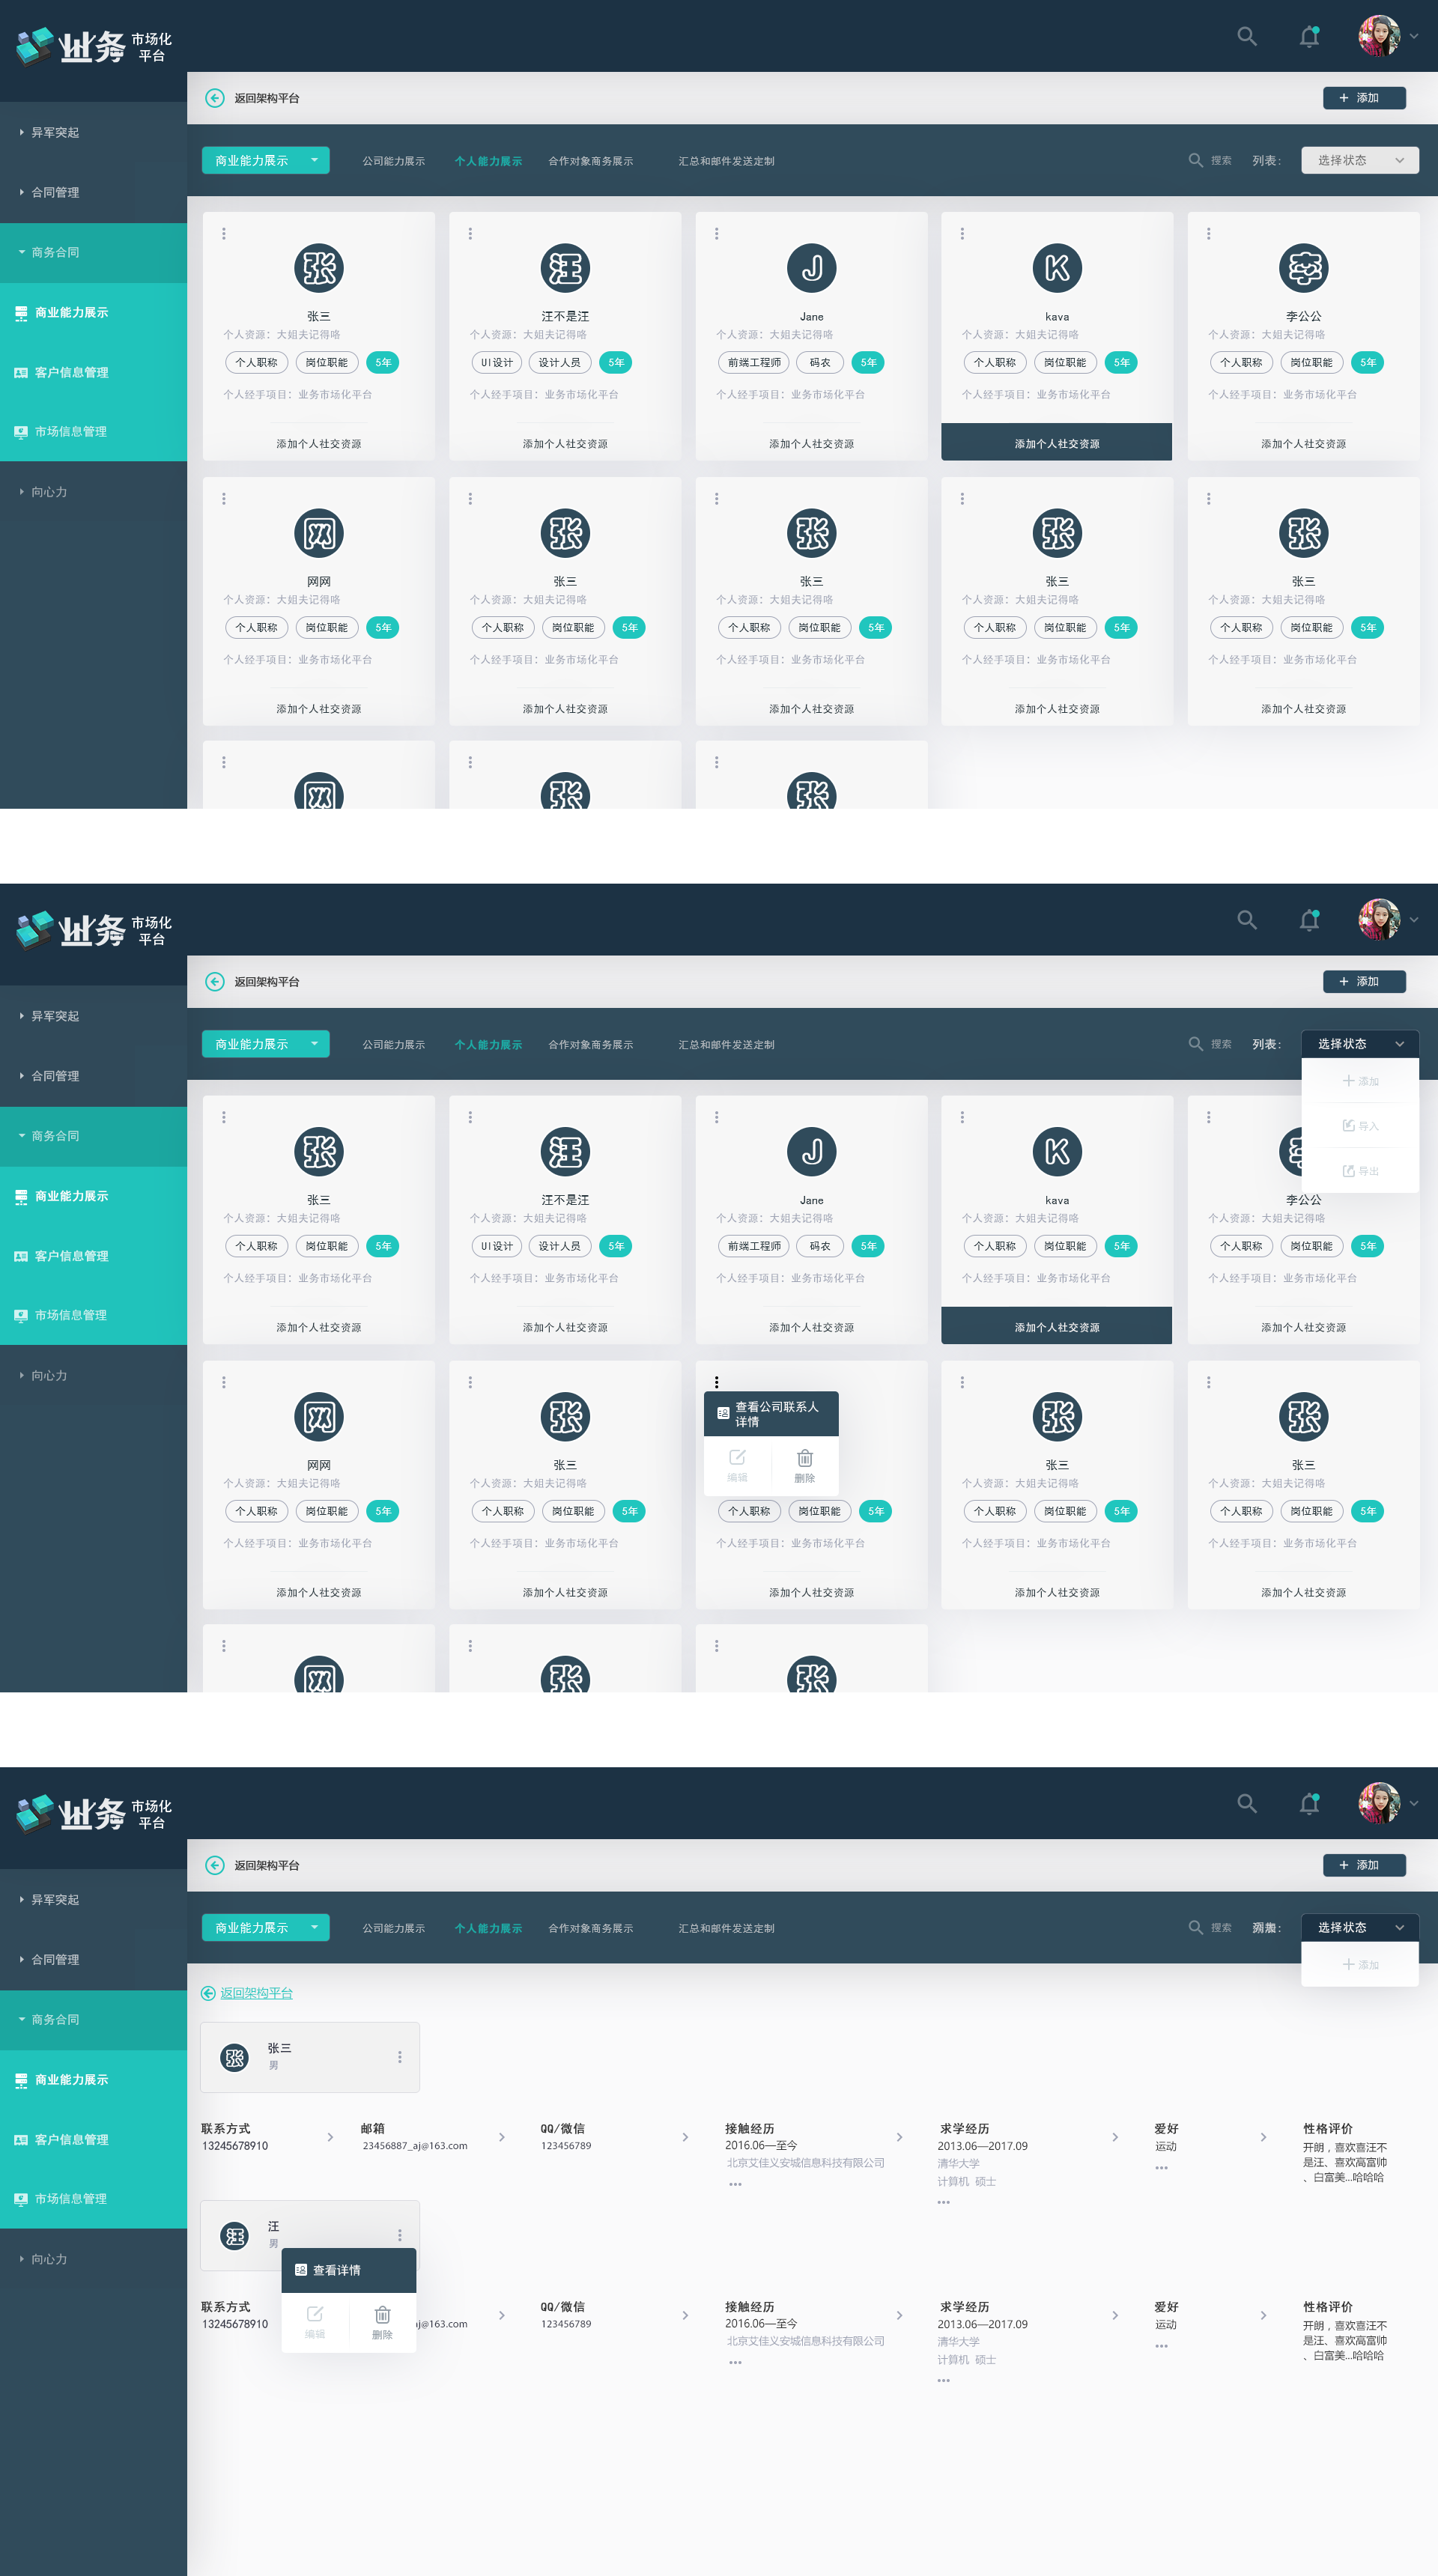 业务 市场化
平台
返回架构平台
+ 添加
异军突起
合同管理
商务合同
商业能力展示
客户信息管理
市场信息管理
向心力
商业能力展示 公司能力展示 个人能力展示 合作对象商务展示 汇总和邮件发送定制 搜索 列表: 选择状态
张 汪 J K 李
张三 汪不是汪 Jane kava 李公公
个人资源: 大姐夫记得咯 个人资源: 大姐夫记得咯 个人资源: 大姐夫记得咯 个人资源: 大姐夫记得咯 个人资源: 大姐夫记得咯
个人职称 岗位职能 5年 UI设计 设计人员 5年 前端工程师 码农 5年 个人职称 岗位职能 5年 个人职称 岗位职能 5年
个人经手项目: 业务市场化平台 个人经手项目: 业务市场化平台 个人经手项目: 业务市场化平台 个人经手项目: 业务市场化平台 个人经手项目: 业务市场化平台
添加个人社交资源 添加个人社交资源 添加个人社交资源 添加个人社交资源 添加个人社交资源
网 张 张 张 张
网网 张三 张三 张三 张三
个人资源: 大姐夫记得咯 个人资源: 大姐夫记得咯 个人资源: 大姐夫记得咯 个人资源: 大姐夫记得咯 个人资源: 大姐夫记得咯
个人职称 岗位职能 5年 个人职称 岗位职能 5年 个人职称 岗位职能 5年 个人职称 岗位职能 5年 个人职称 岗位职能 5年
个人经手项目: 业务市场化平台 个人经手项目: 业务市场化平台 个人经手项目: 业务市场化平台 个人经手项目: 业务市场化平台 个人经手项目: 业务市场化平台
添加个人社交资源 添加个人社交资源 添加个人社交资源 添加个人社交资源 添加个人社交资源
网 张 张
业务 市场化
平台
返回架构平台
+ 添加
异军突起
合同管理
商务合同
商业能力展示
客户信息管理
市场信息管理
向心力
商业能力展示 公司能力展示 个人能力展示 合作对象商务展示 汇总和邮件发送定制 搜索 列表: 选择状态
添加
导入
导出
张 汪 J K
张三 汪不是汪 Jane kava 李公公
个人资源: 大姐夫记得咯 个人资源: 大姐夫记得咯 个人资源: 大姐夫记得咯 个人资源: 大姐夫记得咯 个人资源: 大姐夫记得咯
个人职称 岗位职能 5年 UI设计 设计人员 5年 前端工程师 码农 5年 个人职称 岗位职能 5年 个人职称 岗位职能 5年
个人经手项目: 业务市场化平台 个人经手项目: 业务市场化平台 个人经手项目: 业务市场化平台 个人经手项目: 业务市场化平台 个人经手项目: 业务市场化平台
添加个人社交资源 添加个人社交资源 添加个人社交资源 添加个人社交资源 添加个人社交资源
网 张 张 张
查看公司联系人
详情
编辑 删除
网网 张三 张三 张三
个人资源: 大姐夫记得咯 个人资源: 大姐夫记得咯 个人资源: 大姐夫记得咯 个人资源: 大姐夫记得咯
个人职称 岗位职能 5年 个人职称 岗位职能 5年 个人职称 岗位职能 5年 个人职称 岗位职能 5年 个人职称 岗位职能 5年
个人经手项目: 业务市场化平台 个人经手项目: 业务市场化平台 个人经手项目: 业务市场化平台 个人经手项目: 业务市场化平台 个人经手项目: 业务市场化平台
添加个人社交资源 添加个人社交资源 添加个人社交资源 添加个人社交资源 添加个人社交资源
网 张 张
业务 市场化
平台
返回架构平台
+ 添加
异军突起
合同管理
商务合同
商业能力展示
客户信息管理
市场信息管理
向心力
商业能力展示 公司能力展示 个人能力展示 合作对象商务展示 汇总和邮件发送定制 搜索 选择状态
添加
返回架构平台
张 张三
男
联系方式 邮箱 QQ/微信 接触经历 求学经历 爱好 性格评价
13245678910 23456887_aj@163.com 123456789 2016.06—至今 2013.06—2017.09 运动 开朗，喜欢喜汪不
北京艾佳义安城信息科技有限公司 清华大学 ... 是汪、喜欢高富帅
... 计算机 硕士 、白富美...哈哈哈
...
汪 汪
男
查看详情
编辑 删除
联系方式 QQ/微信 接触经历 求学经历 爱好 性格评价
13245678910 aj@163.com 123456789 2016.06—至今 2013.06—2017.09 运动 开朗，喜欢喜汪不
北京艾佳义安城信息科技有限公司 清华大学 ... 是汪、喜欢高富帅
... 计算机 硕士 、白富美...哈哈哈
...